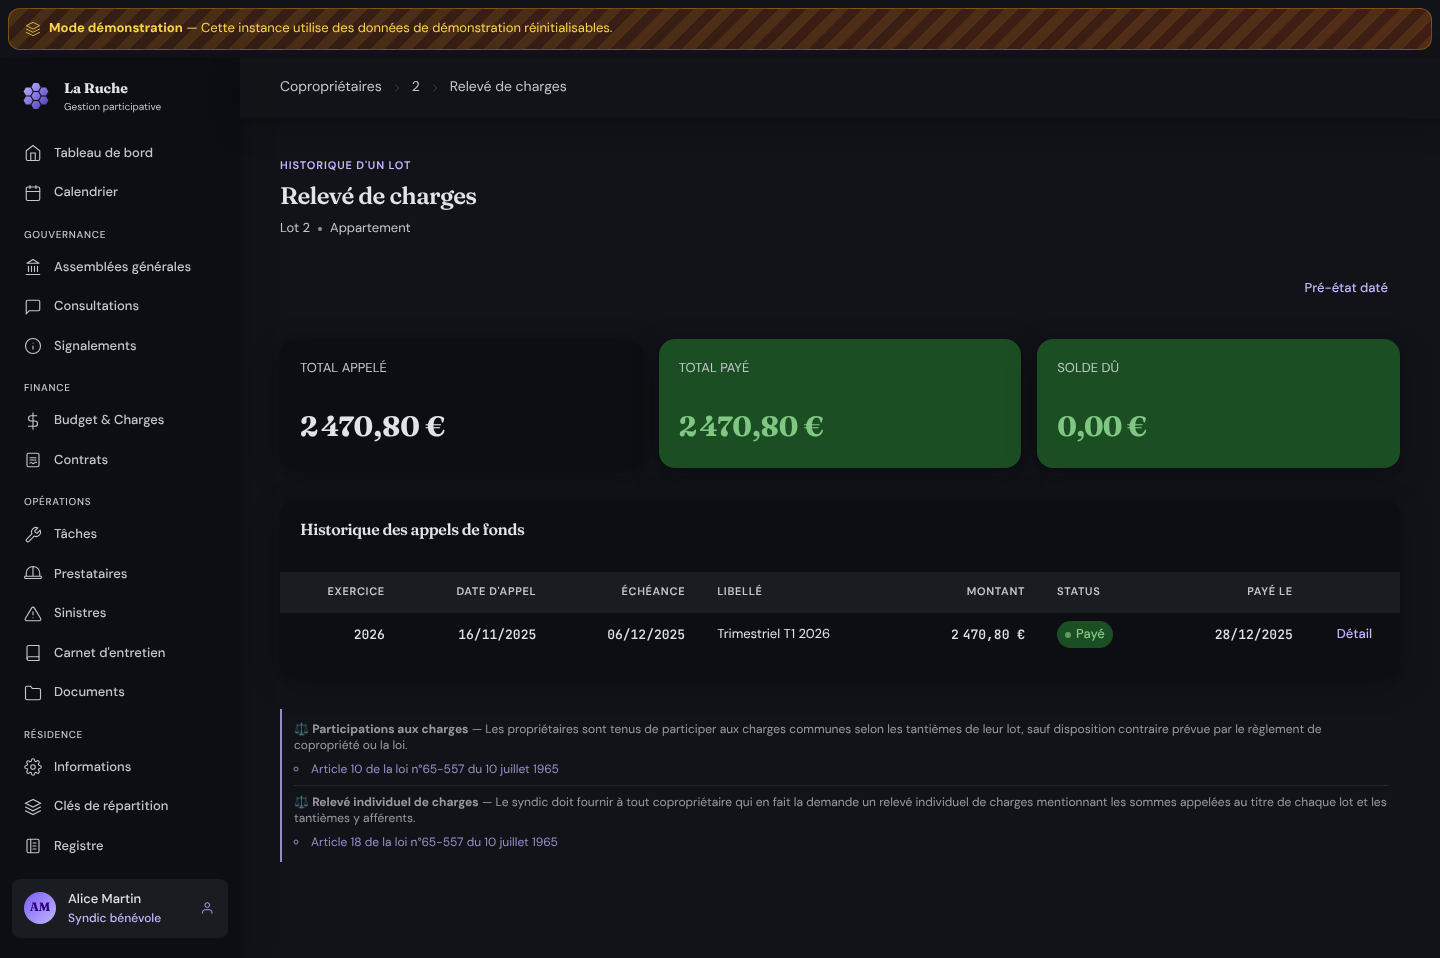 Mode démonstration — Cette instance utilise des données de démonstration réinitialisables.
La Ruche
Gestion participative
Tableau de bord
Calendrier
GOUVERNANCE
Assemblées générales
Consultations
Signalements
FINANCE
Budget & Charges
Contrats
OPÉRATIONS
Tâches
Prestataires
Sinistres
Carnet d'entretien
Documents
RÉSIDENCE
Informations
Clés de répartition
Registre
AM
Alice Martin
Syndic bénévole
Copropriétaires > 2 > Relevé de charges
HISTORIQUE D'UN LOT
Relevé de charges
Lot 2 • Appartement
Pré-état daté
TOTAL APPELÉ
2 470,80 €
TOTAL PAYÉ
2 470,80 €
SOLDE DÛ
0,00 €
Historique des appels de fonds
EXERCICE DATE D'APPEL ÉCHÉANCE LIBELLÉ MONTANT STATUS PAYÉ LE
2026 16/11/2025 06/12/2025 Trimestriel T1 2026 2 470,80 € Payé 28/12/2025 Détail
Participations aux charges — Les propriétaires sont tenus de participer aux charges communes selon les tantièmes de leur lot, sauf disposition contraire prévue par le règlement de
copropriété ou la loi.
Article 10 de la loi n°65-557 du 10 juillet 1965
Relevé individuel de charges — Le syndic doit fournir à tout copropriétaire qui en fait la demande un relevé individuel de charges mentionnant les sommes appelées au titre de chaque lot et les
tantièmes y afférents.
Article 18 de la loi n°65-557 du 10 juillet 1965